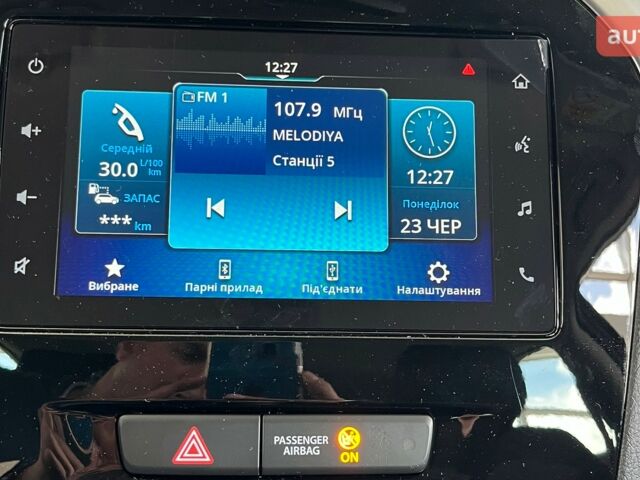 12:27
FM 1
107.9 МГц
MELODIYA
Станції 5
Середній
30.0 L/100 km
ЗАПАС
*** km
12:27
Понеділок
23 ЧЕР
Вибране
Парні прилад
Під'єднати
Налаштування
PASSENGER
AIRBAG
ON